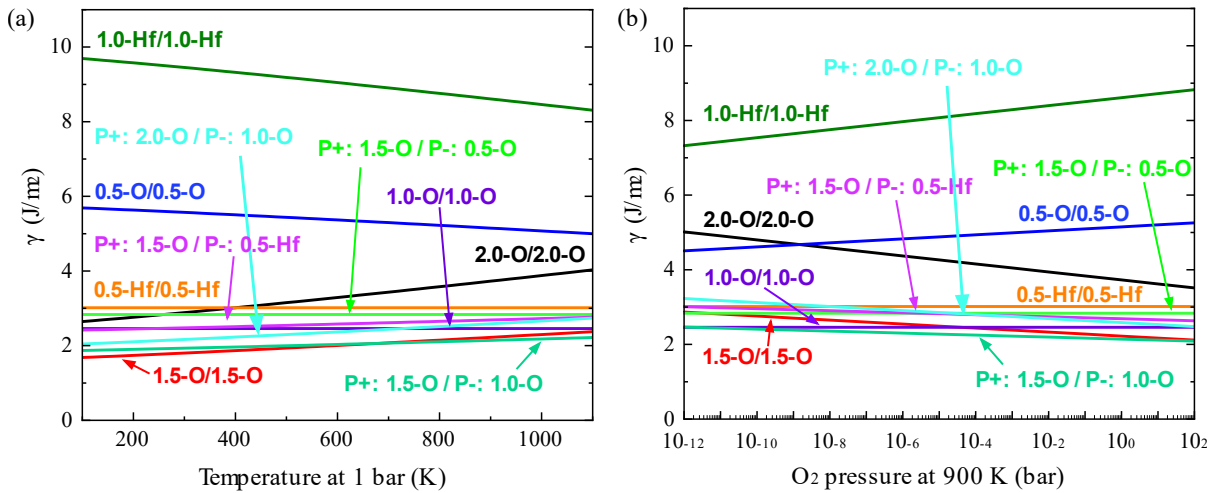 (a)
10
8
6
4
2
0
γ (J/m2)
1.0-Hf/1.0-Hf
P+: 2.0-O / P-: 1.0-O
P+: 1.5-O / P-: 0.5-O
0.5-O/0.5-O
1.0-O/1.0-O
P+: 1.5-O / P-: 0.5-Hf
2.0-O/2.0-O
0.5-Hf/0.5-Hf
1.5-O/1.5-O
P+: 1.5-O / P-: 1.0-O
200 400 600 800 1000
Temperature at 1 bar (K)
(b)
10
8
6
4
2
0
γ (J/m2)
P+: 2.0-O / P-: 1.0-O
1.0-Hf/1.0-Hf
P+: 1.5-O / P-: 0.5-O
P+: 1.5-O / P-: 0.5-Hf
2.0-O/2.0-O
0.5-O/0.5-O
1.0-O/1.0-O
0.5-Hf/0.5-Hf
1.5-O/1.5-O
P+: 1.5-O / P-: 1.0-O
10-12 10-10 10-8 10-6 10-4 10-2 100 102
O2 pressure at 900 K (bar)